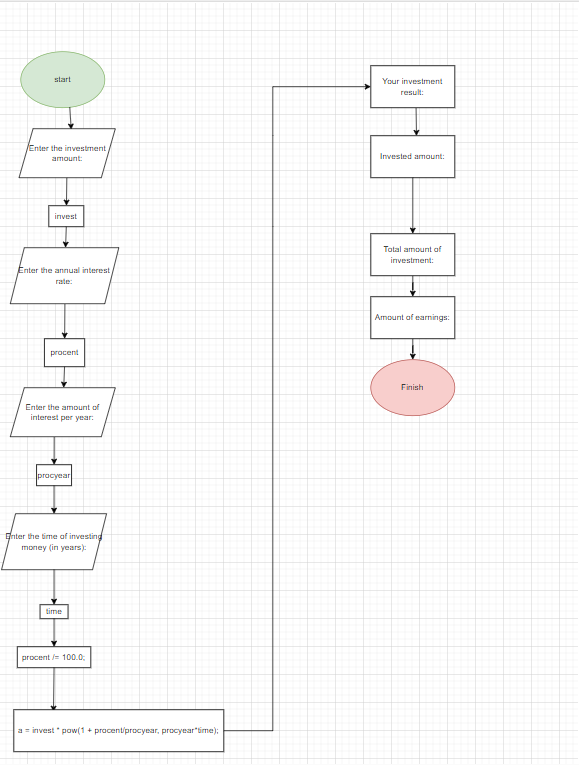 start
Enter the investment
amount:
invest
Enter the annual interest
rate:
procent
Enter the amount of
interest per year:
procyear
Enter the time of investing
money (in years):
time
procent /= 100.0;
a = invest * pow(1 + procent/procyear, procyear*time);
Your investment
result:
Invested amount:
Total amount of
investment:
Amount of earnings:
Finish